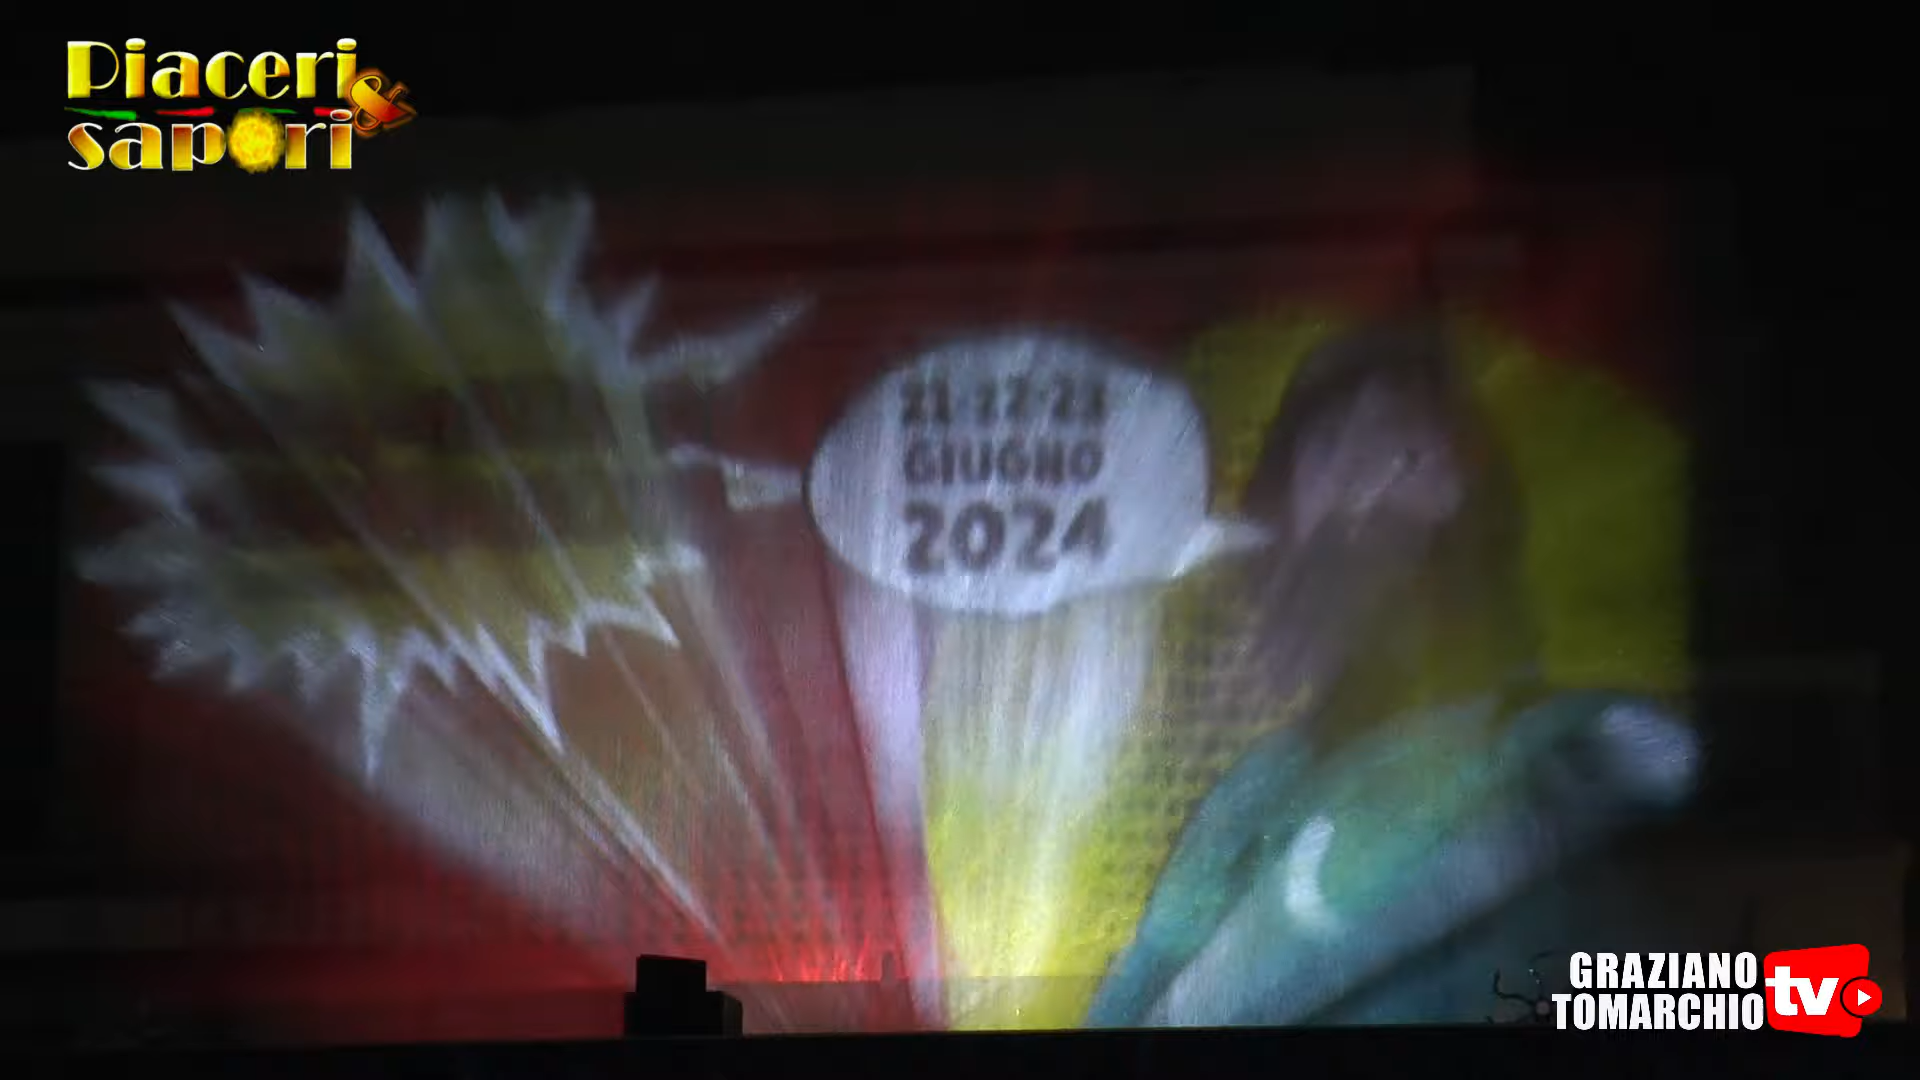 Piaceri
&
sapori
21-22-23
GIUGNO
2024
GRAZIANO
TOMARCHIO
tv